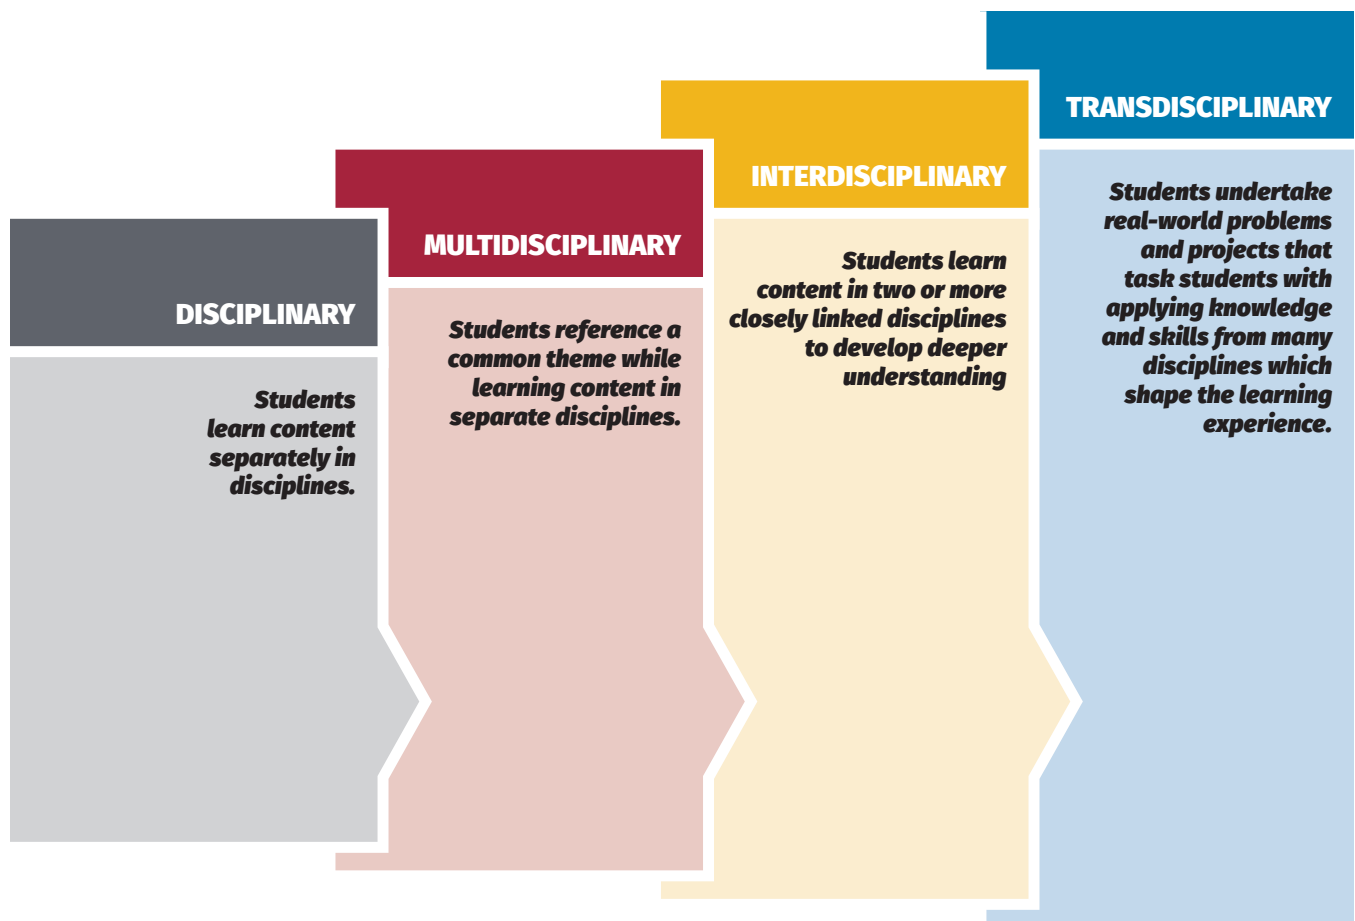 DISCIPLINARY
Students
learn content
separately in
disciplines.
MULTIDISCIPLINARY
Students reference a
common theme while
learning content in
separate disciplines.
INTERDISCIPLINARY
Students learn
content in two or more
closely linked disciplines
to develop deeper
understanding
TRANSDISCIPLINARY
Students undertake
real-world problems
and projects that
task students with
applying knowledge
and skills from many
disciplines which
shape the learning
experience.